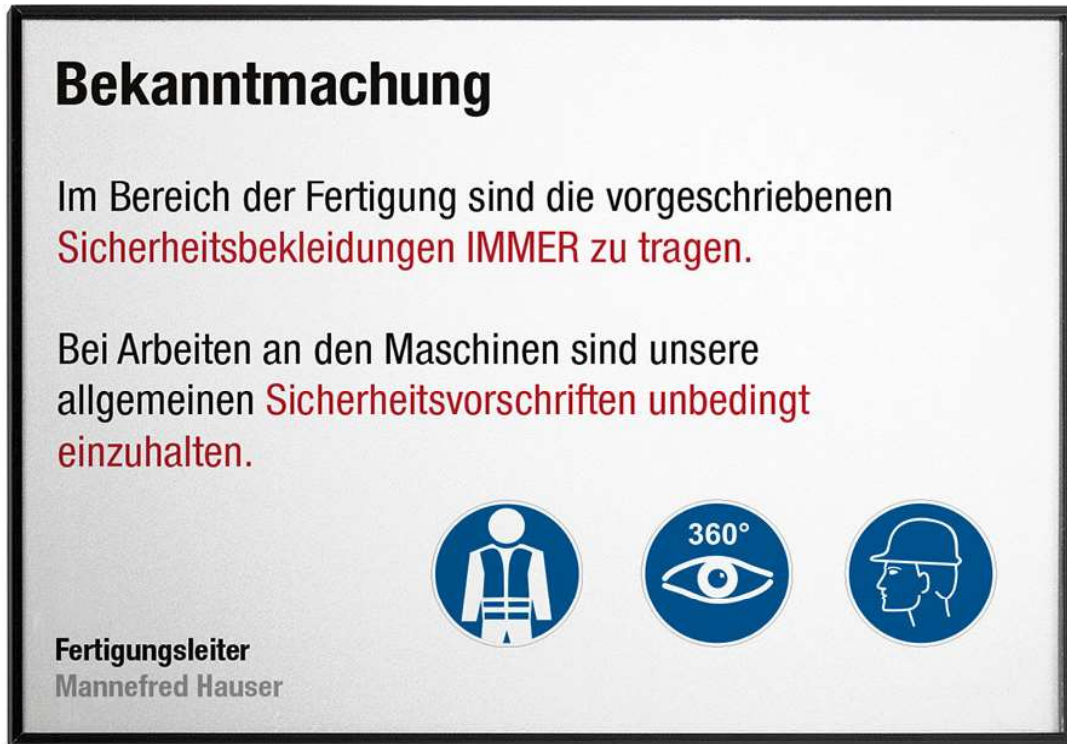 Bekanntmachung
Im Bereich der Fertigung sind die vorgeschriebenen
Sicherheitsbekleidungen IMMER zu tragen.
Bei Arbeiten an den Maschinen sind unsere
allgemeinen Sicherheitsvorschriften unbedingt
einzuhalten.
360°
Fertigungsleiter
Mannefred Hauser